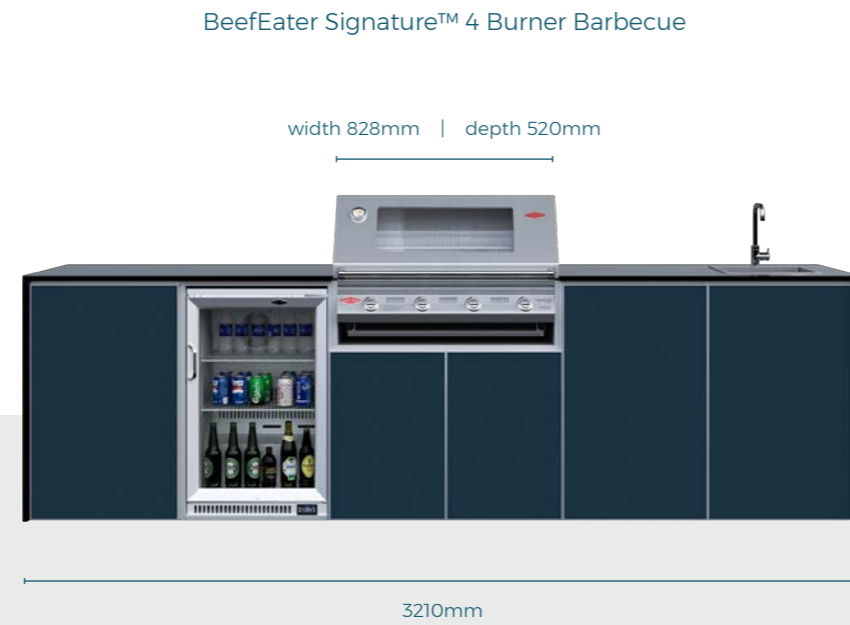 BeefEater Signature™ 4 Burner Barbecue
width 828mm | depth 520mm
3210mm